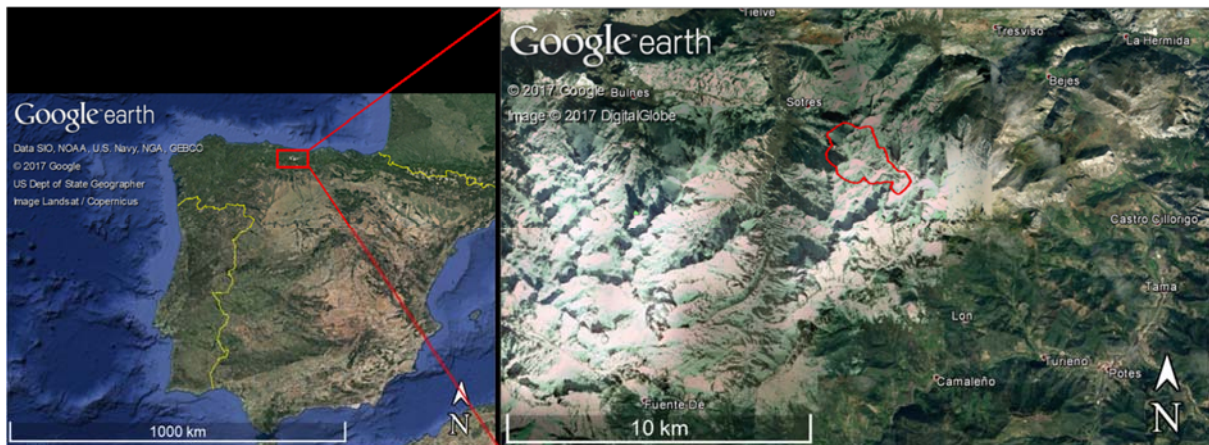 Google earth
Data SIO, NOAA, U.S. Navy, NGA, GEBCO
© 2017 Google
US Dept of State Geographer
Image Landsat / Copernicus
1000 km
N
Tielve
Google earth
© 2017 Google
Image © 2017 DigitalGlobe
Bulnes
Sotres
Tresviso
La Hermida
Bejes
Castro Cillorigo
Tama
Lon
Turieno
Potes
Camaleño
Fuente De
10 km
N